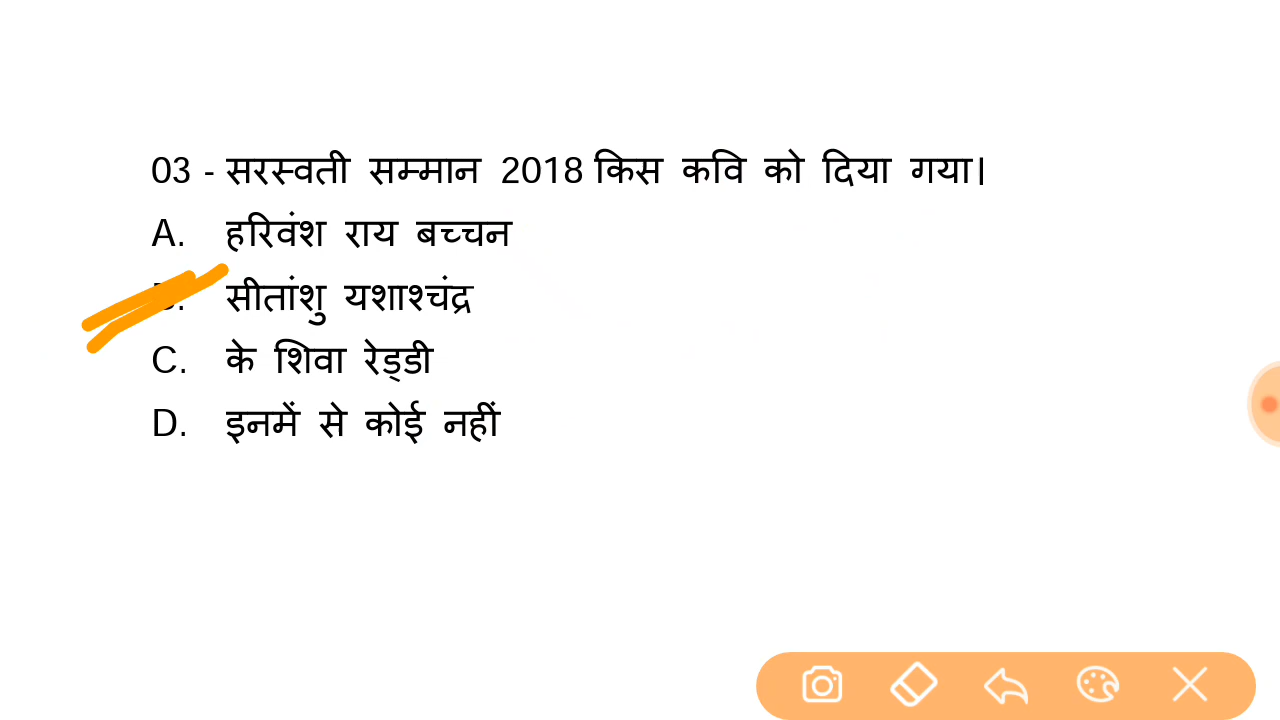 03 - सरस्वती सम्मान 2018 किस कवि को दिया गया।
A. हरिवंश राय बच्चन
B. सीतांशु यशाश्चंद्र
C. के शिवा रेड्डी
D. इनमें से कोई नहीं